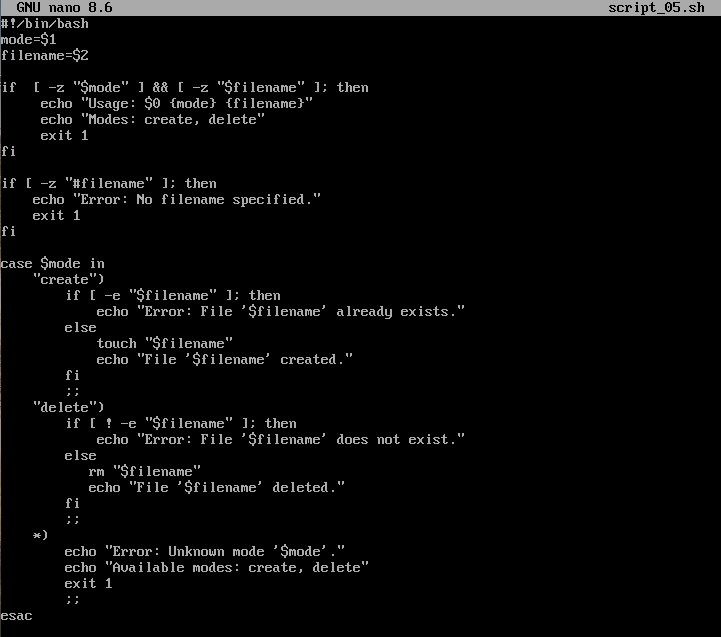 GNU nano 8.6 script_05.sh
#!/bin/bash
mode=$1
filename=$2
if  [ -z "$mode" ] && [ -z "$filename" ]; then
     echo "Usage: $0 {mode} {filename}"
     echo "Modes: create, delete"
     exit 1
fi
if [ -z "#filename" ]; then
    echo "Error: No filename specified."
    exit 1
fi
case $mode in
    "create")
        if [ -e "$filename" ]; then
            echo "Error: File '$filename' already exists."
        else
            touch "$filename"
            echo "File '$filename' created."
        fi
        ;;
    "delete")
        if [ ! -e "$filename" ]; then
            echo "Error: File '$filename' does not exist."
        else
           rm "$filename"
           echo "File '$filename' deleted."
        fi
        ;;
    *)
        echo "Error: Unknown mode '$mode'."
        echo "Available modes: create, delete"
        exit 1
        ;;
esac